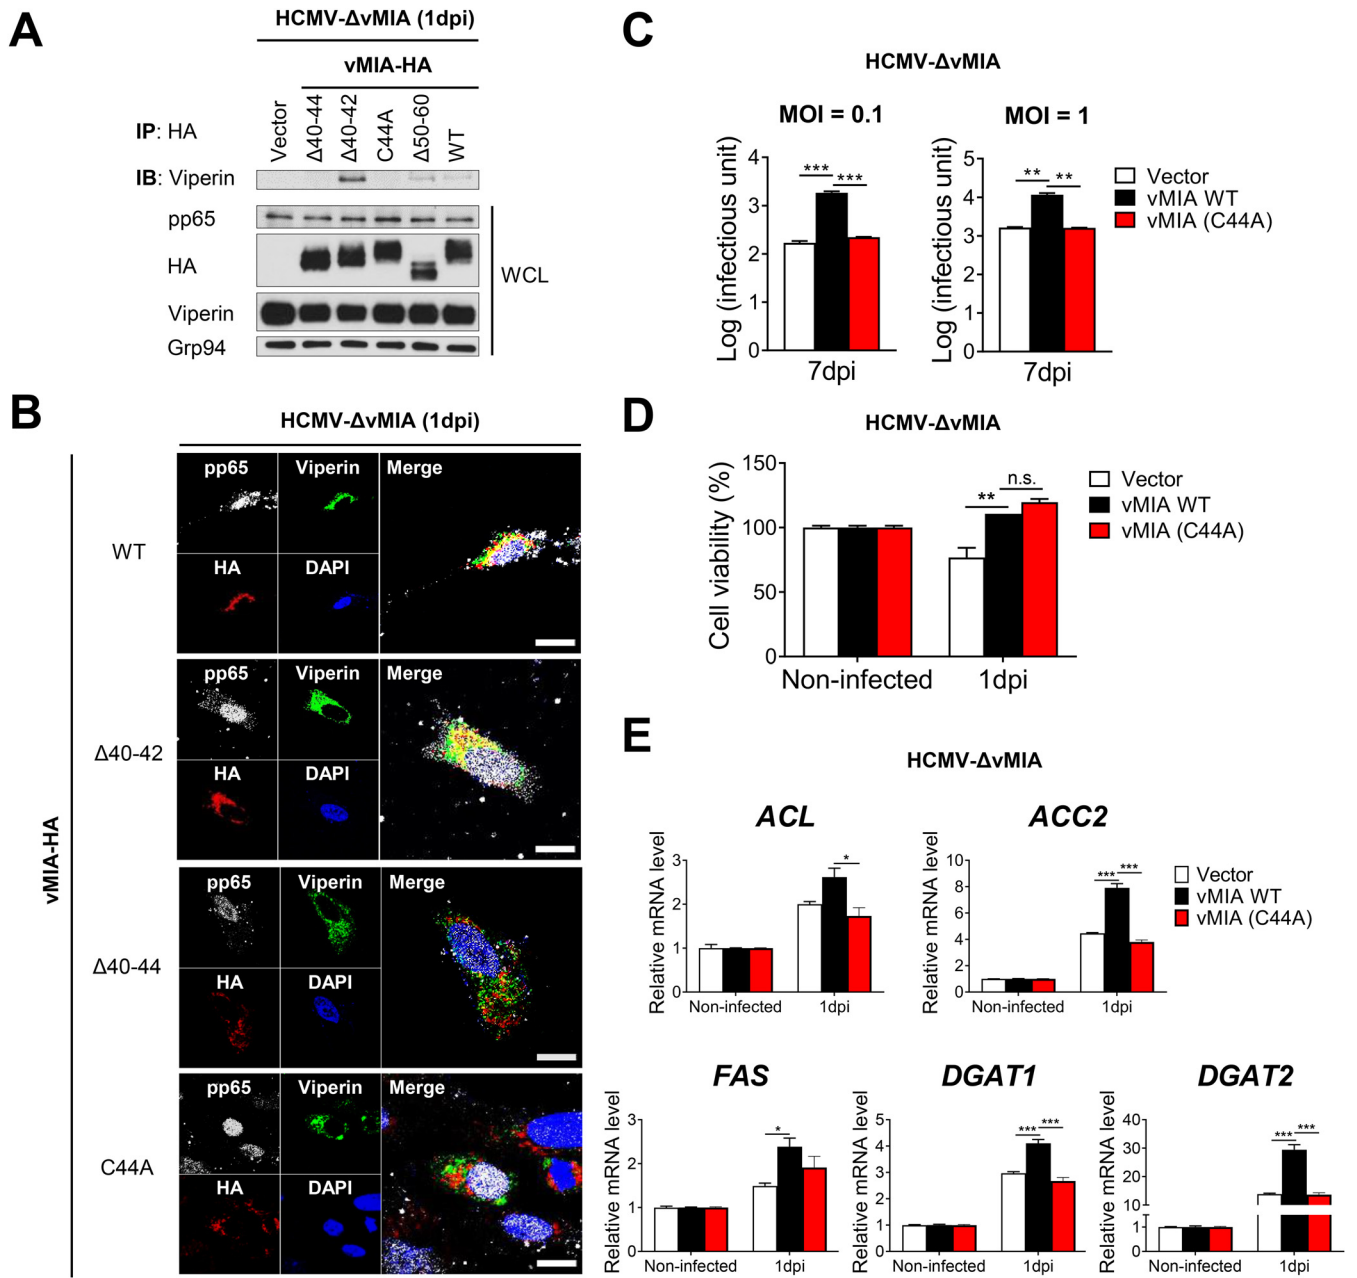 A
HCMV-ΔvMIA (1dpi)
vMIA-HA
IP: HA
Vector
Δ40-44
Δ40-42
C44A
Δ50-60
WT
IB: Viperin
pp65
HA
Viperin
Grp94
WCL
B
HCMV-ΔvMIA (1dpi)
vMIA-HA
WT
pp65 Viperin Merge
HA DAPI
Δ40-42
pp65 Viperin Merge
HA DAPI
Δ40-44
pp65 Viperin Merge
HA DAPI
C44A
pp65 Viperin Merge
HA DAPI
C
HCMV-ΔvMIA
MOI = 0.1
Log (infectious unit)
4
3
2
1
0
***
***
7dpi
MOI = 1
Log (infectious unit)
5
4
3
2
1
0
**
**
7dpi
Vector
vMIA WT
vMIA (C44A)
D
HCMV-ΔvMIA
Cell viability (%)
150
100
50
0
**
n.s.
Non-infected 1dpi
Vector
vMIA WT
vMIA (C44A)
E
HCMV-ΔvMIA
ACL
Relative mRNA level
3
2
1
0
*
Non-infected 1dpi
ACC2
Relative mRNA level
10
8
6
4
2
0
***
***
Non-infected 1dpi
Vector
vMIA WT
vMIA (C44A)
FAS
Relative mRNA level
3
2
1
0
*
Non-infected 1dpi
DGAT1
Relative mRNA level
5
4
3
2
1
0
***
***
Non-infected 1dpi
DGAT2
Relative mRNA level
40
30
20
10
1
0
***
***
Non-infected 1dpi